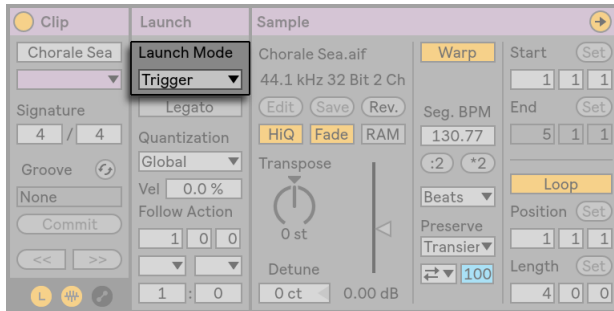 Clip
Chorale Sea
Signature
4 / 4
Groove
None
Commit
<< >>
L
Launch
Launch Mode
Trigger
Legato
Quantization
Global
Vel 0.0 %
Follow Action
1 0 0
1 : 0
Sample
Chorale Sea.aif
44.1 kHz 32 Bit 2 Ch
Edit Save Rev.
HiQ Fade RAM
Transpose
0 st
Detune
0 ct 0.00 dB
Warp
Seg. BPM
130.77
:2 *2
Beats
Preserve
Transier
100
Start Set
1 1 1
End Set
5 1 1
Loop
Position Set
1 1 1
Length Set
4 0 0